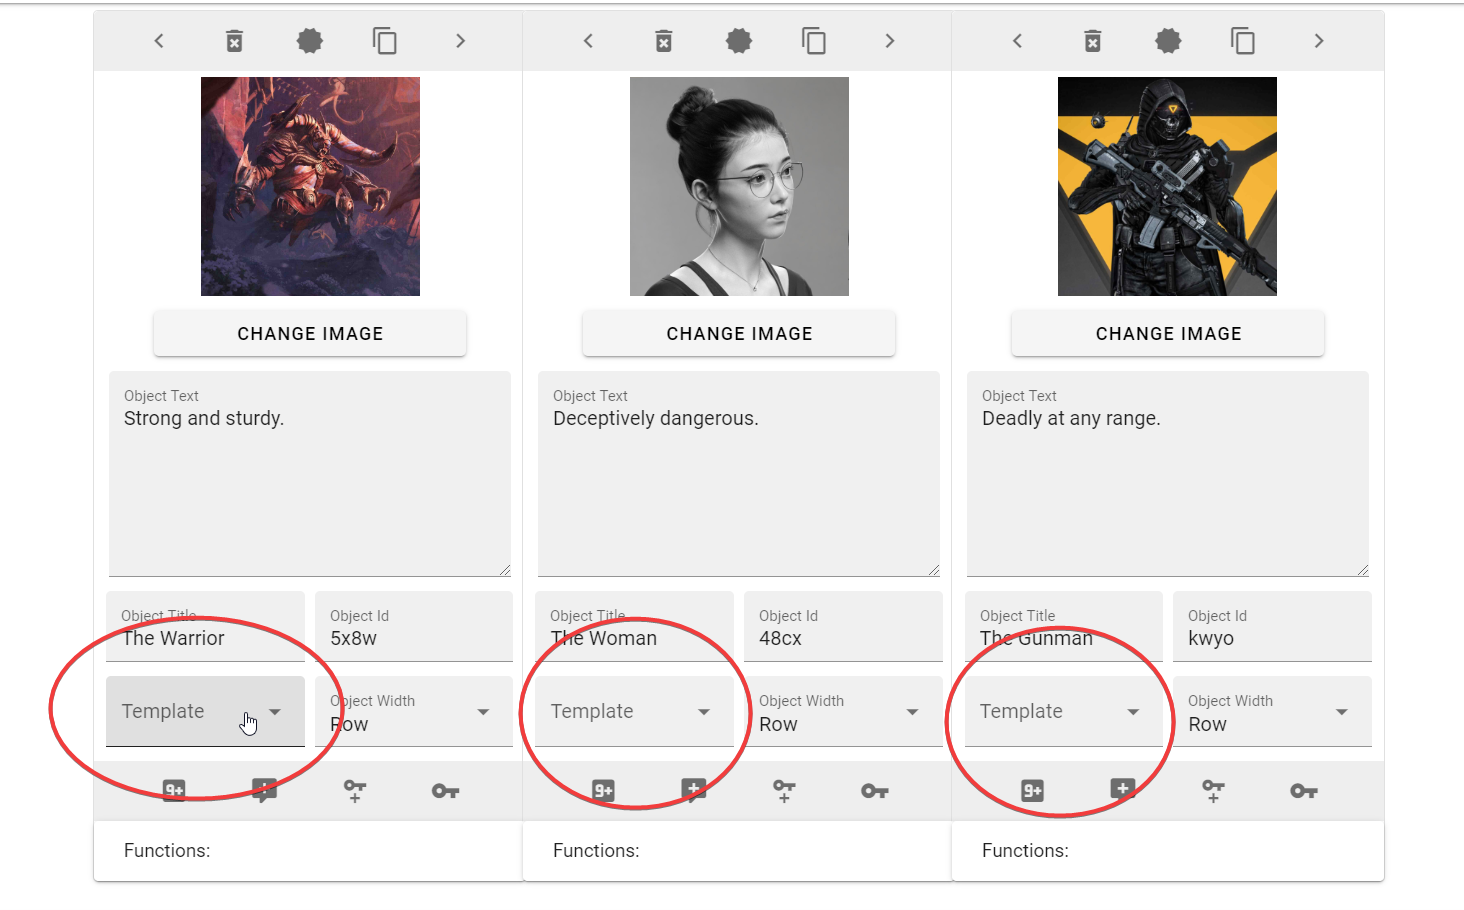 CHANGE IMAGE
Object Text
Strong and sturdy.
Object Title
The Warrior
Object Id
5x8w
Template
Object Width
Row
9+
Functions:
CHANGE IMAGE
Object Text
Deceptively dangerous.
Object Title
The Woman
Object Id
48cx
Template
Object Width
Row
9+
Functions:
CHANGE IMAGE
Object Text
Deadly at any range.
Object Title
The Gunman
Object Id
kwyo
Template
Object Width
Row
9+
Functions: